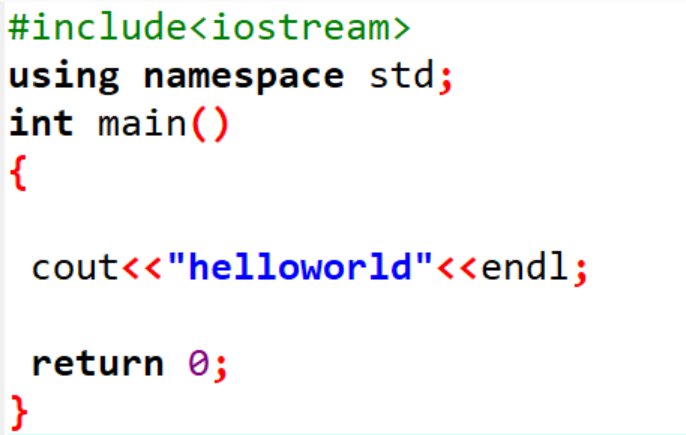 #include<iostream>
using namespace std;
int main()
{
cout<<"helloworld"<<endl;
return 0;
}